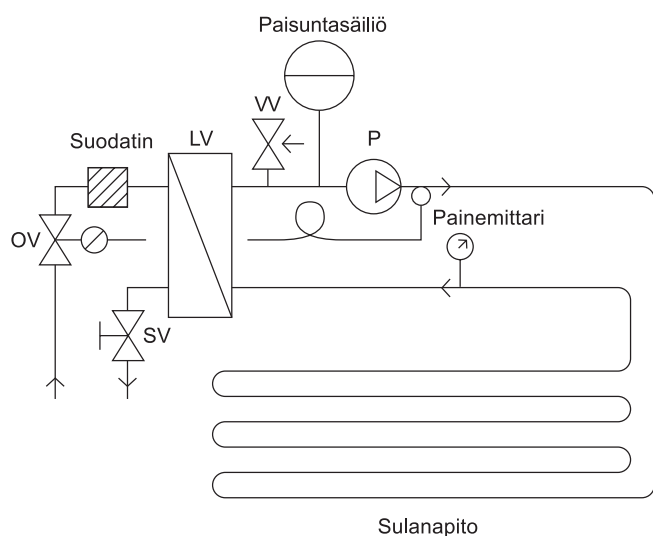 Paisuntasäiliö
VV
Suodatin
LV
P
Painemittari
OV
SV
Sulanapito